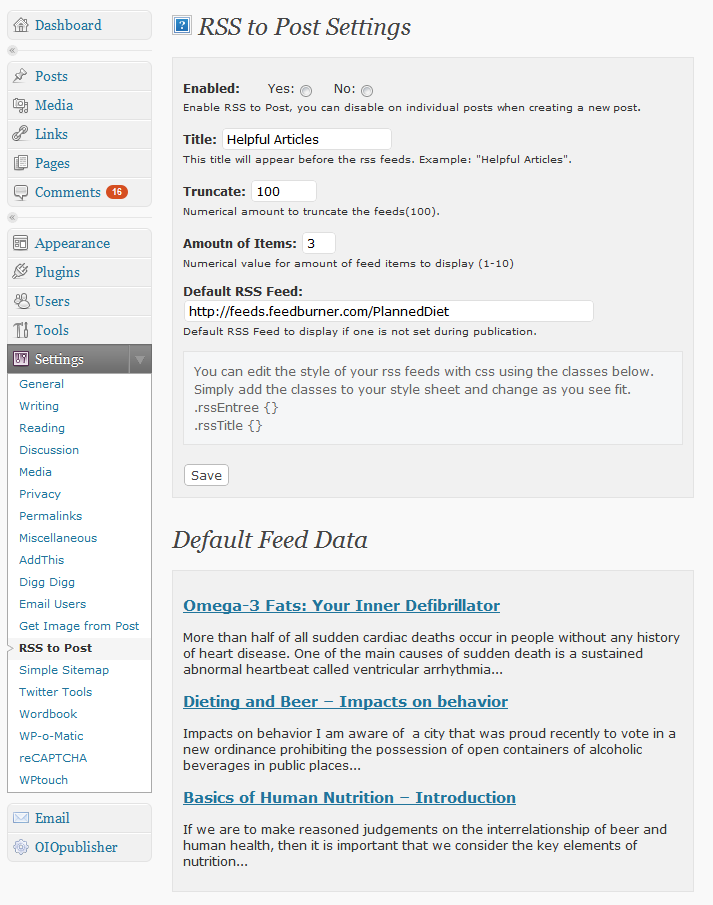 Dashboard
Posts
Media
Links
Pages
Comments 16
Appearance
Plugins
Users
Tools
Settings
General
Writing
Reading
Discussion
Media
Privacy
Permalinks
Miscellaneous
AddThis
Digg Digg
Email Users
Get Image from Post
RSS to Post
Simple Sitemap
Twitter Tools
Wordbook
WP-o-Matic
reCAPTCHA
WPtouch
Email
OIOpublisher
? RSS to Post Settings
Enabled: Yes: No:
Enable RSS to Post, you can disable on individual posts when creating a new post.
Title: Helpful Articles
This title will appear before the rss feeds. Example: "Helpful Articles".
Truncate: 100
Numerical amount to truncate the feeds(100).
Amoutn of Items: 3
Numerical value for amount of feed items to display (1-10)
Default RSS Feed:
http://feeds.feedburner.com/PlannedDiet
Default RSS Feed to display if one is not set during publication.
You can edit the style of your rss feeds with css using the classes below.
Simply add the classes to your style sheet and change as you see fit.
.rssEntree {}
.rssTitle {}
Save
Default Feed Data
Omega-3 Fats: Your Inner Defibrillator
More than half of all sudden cardiac deaths occur in people without any history
of heart disease. One of the main causes of sudden death is a sustained
abnormal heartbeat called ventricular arrhythmia...
Dieting and Beer – Impacts on behavior
Impacts on behavior I am aware of  a city that was proud recently to vote in a
new ordinance prohibiting the possession of open containers of alcoholic
beverages in public places...
Basics of Human Nutrition – Introduction
If we are to make reasoned judgements on the interrelationship of beer and
human health, then it is important that we consider the key elements of
nutrition...